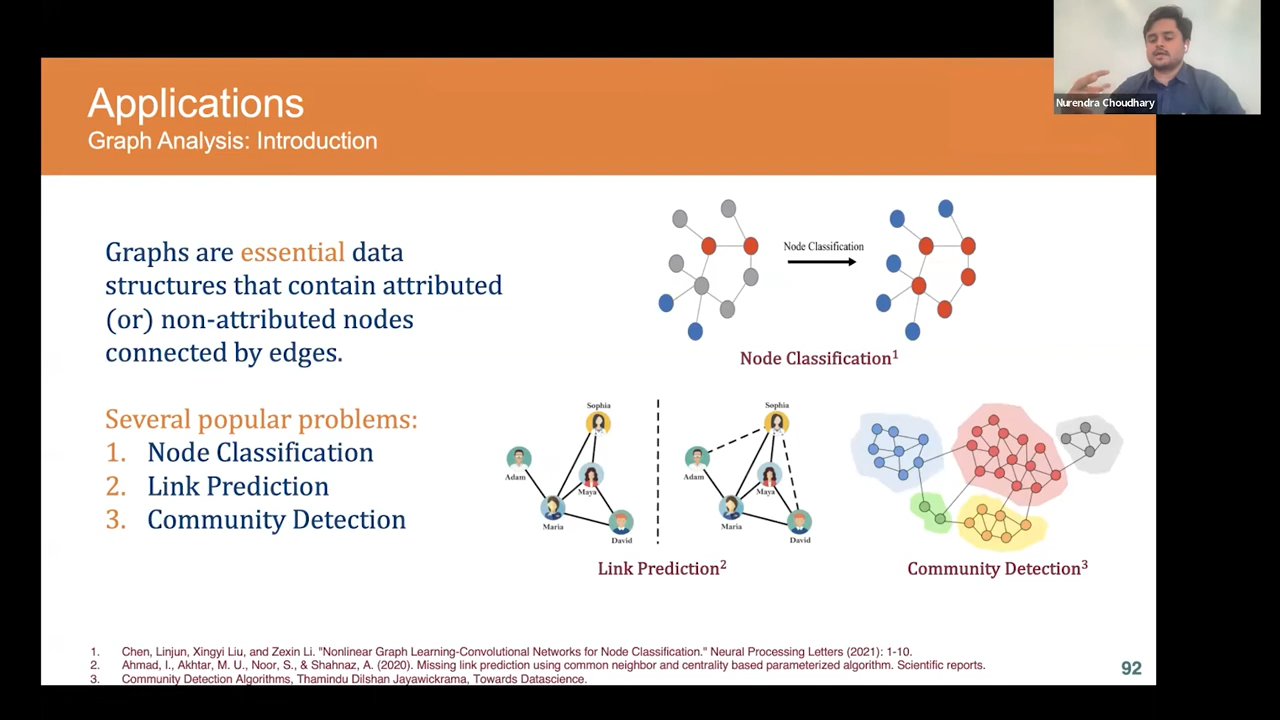 Nurendra Choudhary
Applications
Graph Analysis: Introduction
Graphs are essential data
structures that contain attributed
(or) non-attributed nodes
connected by edges.
Several popular problems:
1. Node Classification
2. Link Prediction
3. Community Detection
Node Classification
Node Classification1
Sophia
Adam
Maya
Maria
David
Sophia
Adam
Maya
Maria
David
Link Prediction2
Community Detection3
1. Chen, Linjun, Xingyi Liu, and Zexin Li. "Nonlinear Graph Learning-Convolutional Networks for Node Classification." Neural Processing Letters (2021): 1-10.
2. Ahmad, I., Akhtar, M. U., Noor, S., & Shahnaz, A. (2020). Missing link prediction using common neighbor and centrality based parameterized algorithm. Scientific reports.
3. Community Detection Algorithms, Thamindu Dilshan Jayawickrama, Towards Datascience.
92